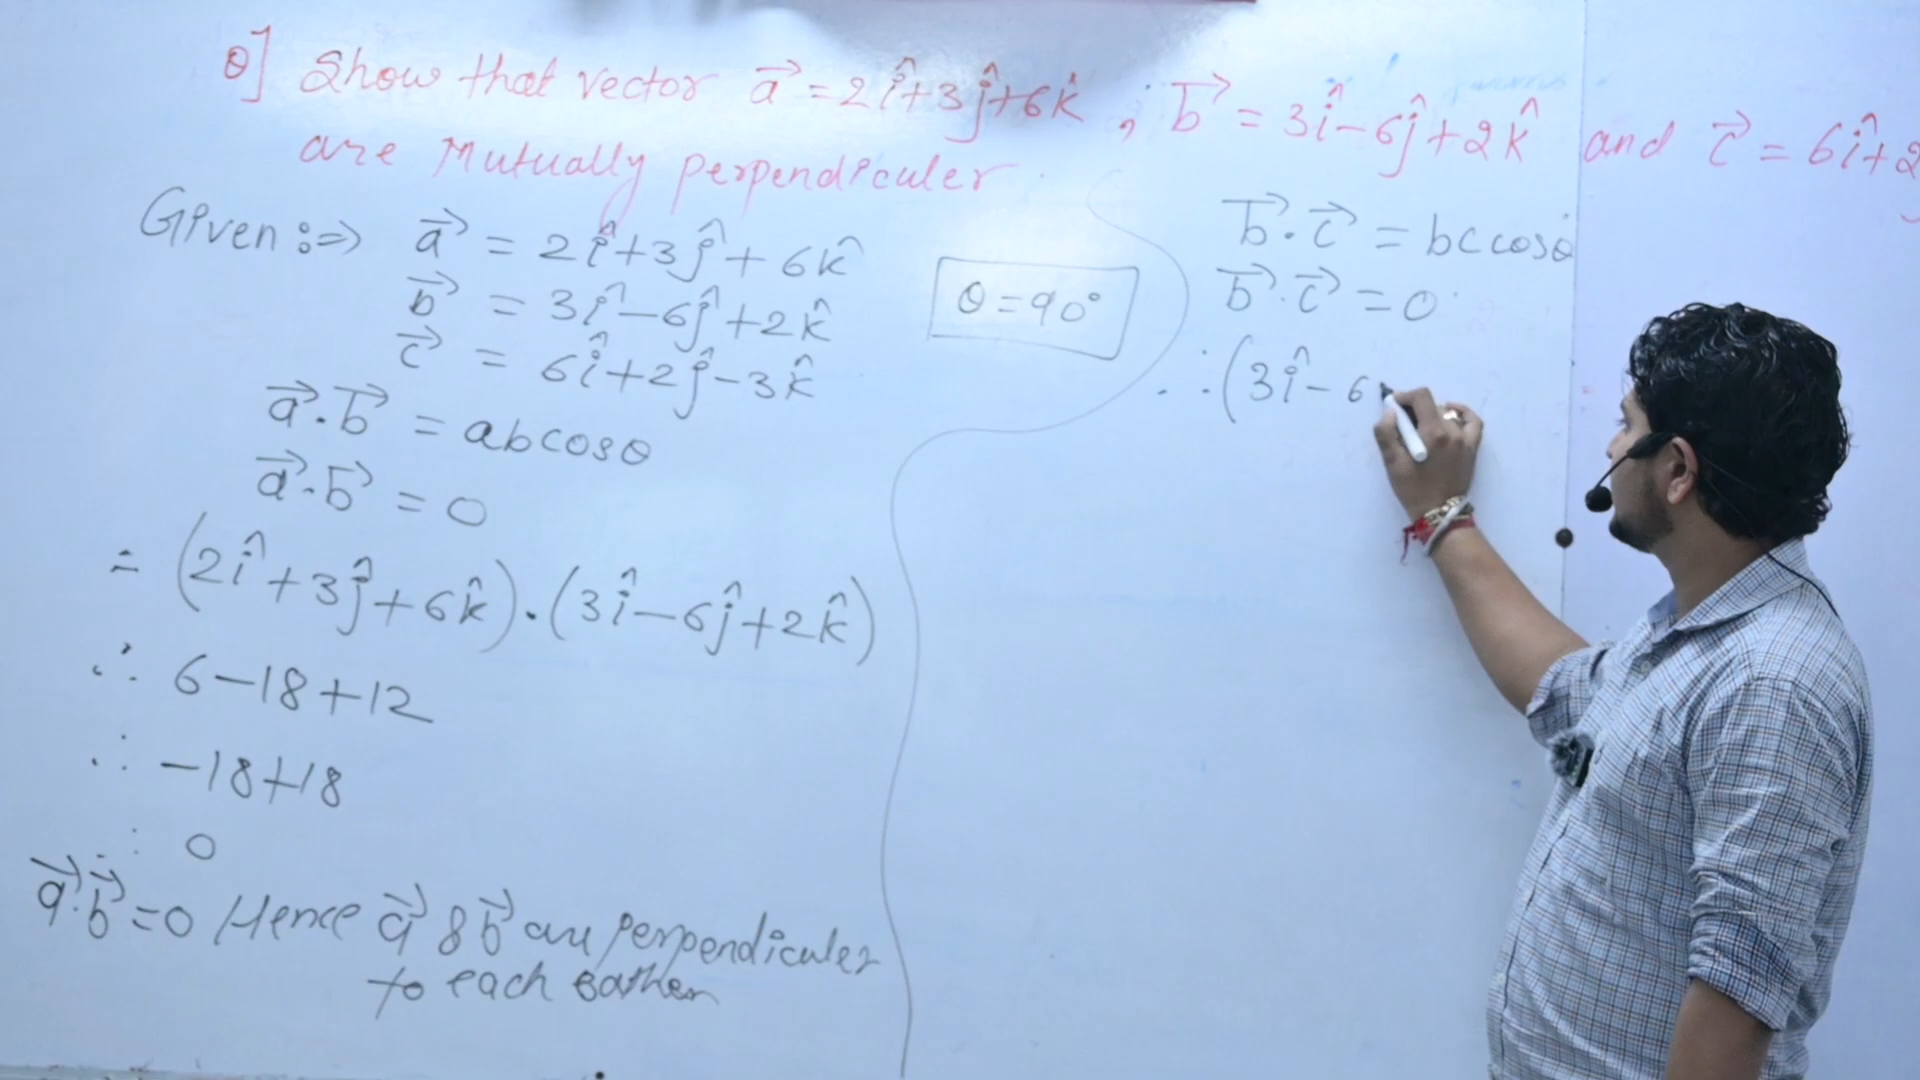 Q] Show that vector a⃗ = 2î+3ĵ+6k̂ ; b⃗ = 3î-6ĵ+2k̂ and c⃗ = 6î+2
are Mutually perpendiculer
Given :⇒ a⃗ = 2î+3ĵ+6k̂
b⃗ = 3î-6ĵ+2k̂
c⃗ = 6î+2ĵ-3k̂
a⃗.b⃗ = abcosθ
a⃗.b⃗ = 0
= (2î+3ĵ+6k̂).(3î-6ĵ+2k̂)
∴ 6-18+12
∴ -18+18
∴ 0
a⃗.b⃗=0 Hence a⃗ & b⃗ are perpendiculer
to each
θ=90°
b⃗.c⃗ = bccosθ
b⃗.c⃗ = 0
∴ (3î-6